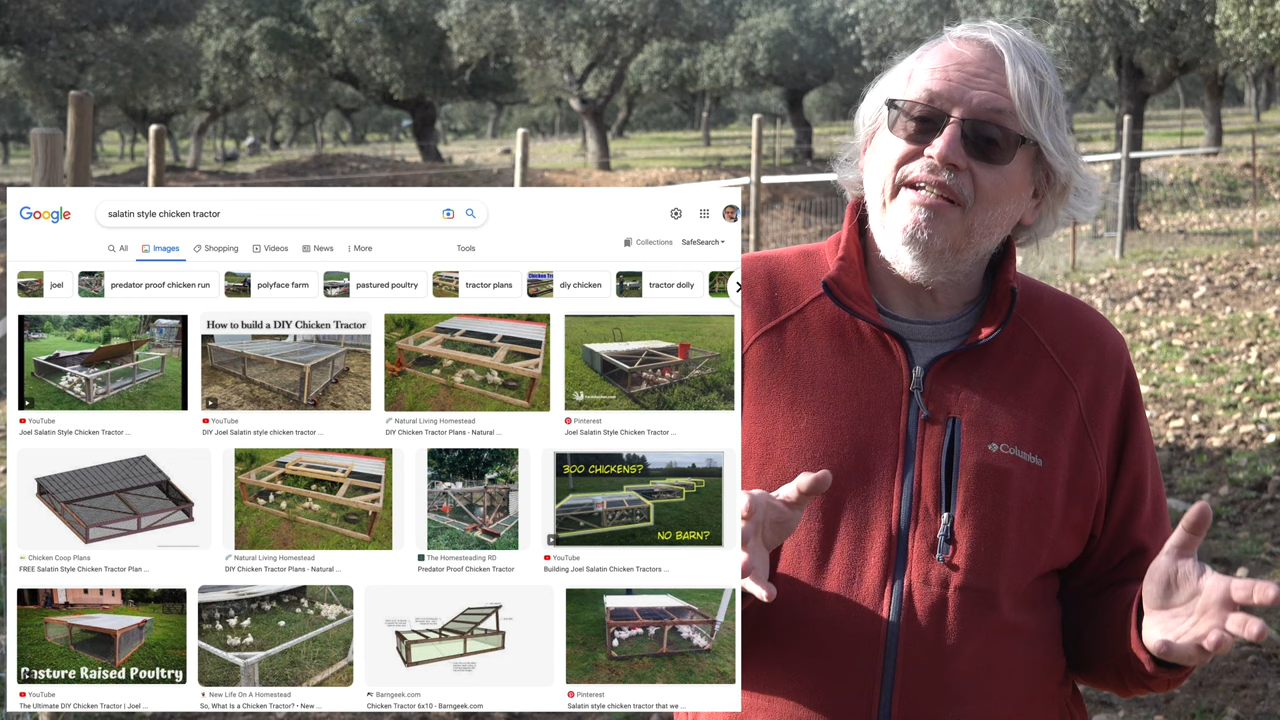 Google
salatin style chicken tractor
All
Images
Shopping
Videos
News
More
Tools
Collections
SafeSearch
joel
predator proof chicken run
polyface farm
pastured poultry
tractor plans
diy chicken
tractor dolly
How to build a DIY Chicken Tractor
YouTube
Joel Salatin Style Chicken Tractor ...
YouTube
DIY Joel Salatin style chicken tractor ...
Natural Living Homestead
DIY Chicken Tractor Plans - Natural ...
Pinterest
Joel Salatin Style Chicken Tractor ...
300 CHICKENS?
NO BARN?
Chicken Coop Plans
FREE Salatin Style Chicken Tractor Plan ...
Natural Living Homestead
DIY Chicken Tractor Plans - Natural ...
The Homesteading RD
Predator Proof Chicken Tractor
YouTube
Building Joel Salatin Chicken Tractors ...
Pasture Raised Poultry
YouTube
The Ultimate DIY Chicken Tractor | Joel ...
New Life On A Homestead
So, What Is a Chicken Tractor? • New ...
Barngeek.com
Chicken Tractor 6x10 - Barngeek.com
Pinterest
Salatin style chicken tractor that we ...
Columbia